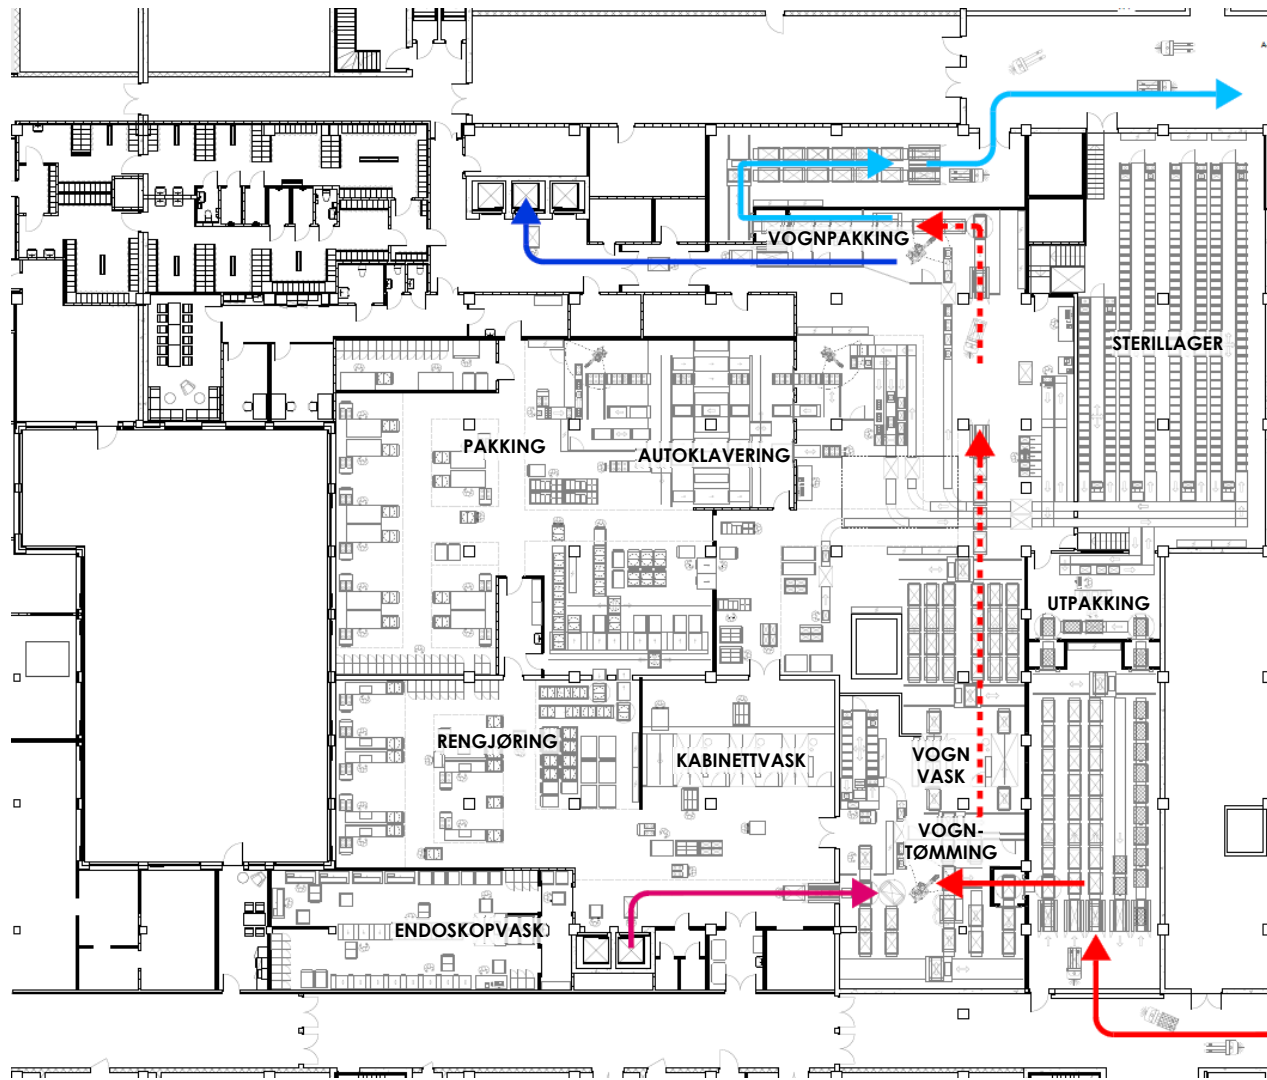 VOGNPAKKING
STERILLAGER
PAKKING
AUTOKLAVERING
UTPAKKING
RENGJØRING
KABINETTVASK
VOGN
VASK
VOGN-
TØMMING
ENDOSKOPVASK